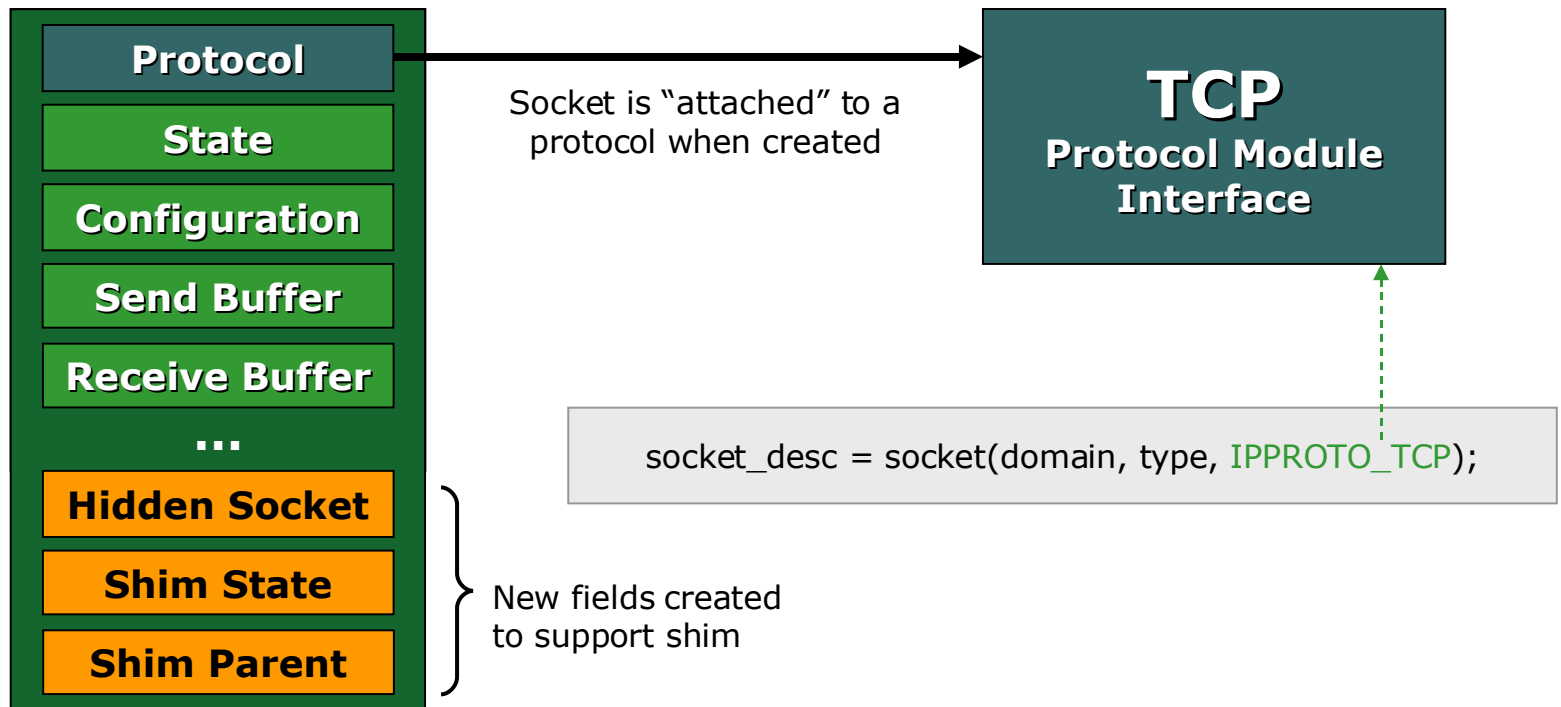 Protocol
State
Configuration
Send Buffer
Receive Buffer
...
Hidden Socket
Shim State
Shim Parent
Socket is “attached” to a
protocol when created
TCP
Protocol Module
Interface
socket_desc = socket(domain, type, IPPROTO_TCP);
New fields created
to support shim